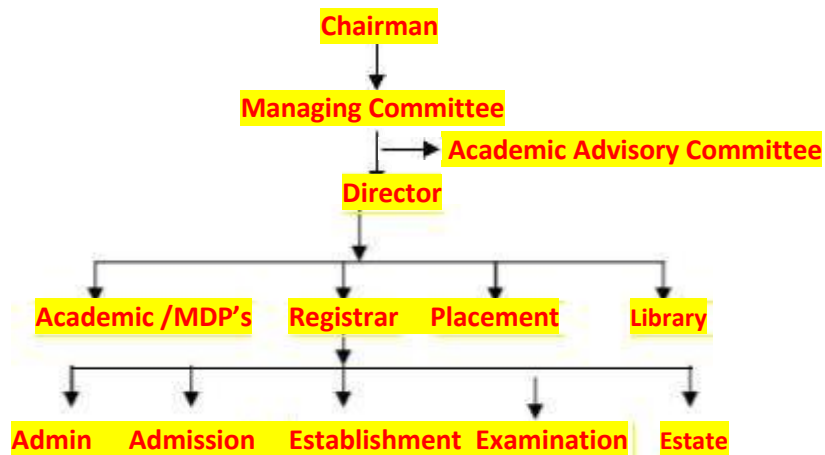 Chairman
Managing Committee
Academic Advisory Committee
Director
Academic /MDP’s Registrar Placement Library
Admin Admission Establishment Examination Estate